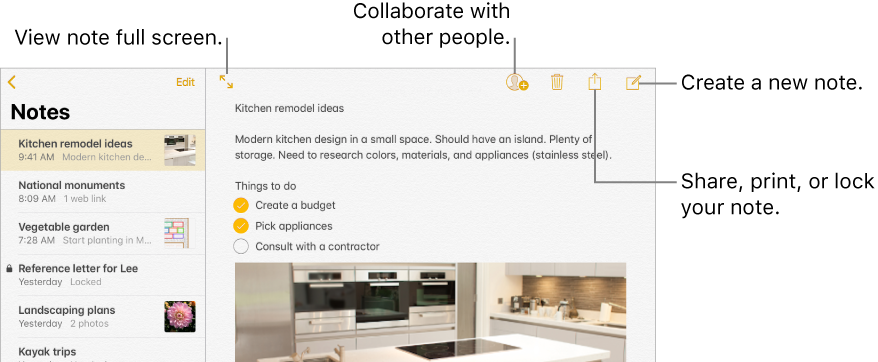 Collaborate with
other people.
View note full screen.
Create a new note.
Share, print, or lock
your note.
Edit
Notes
Kitchen remodel ideas
9:41 AM Modern kitchen de...
National monuments
8:09 AM 1 web link
Vegetable garden
7:28 AM Start planting in M...
Reference letter for Lee
Yesterday Locked
Landscaping plans
Yesterday 2 photos
Kayak trips
Kitchen remodel ideas
Modern kitchen design in a small space. Should have an island. Plenty of
storage. Need to research colors, materials, and appliances (stainless steel).
Things to do
Create a budget
Pick appliances
Consult with a contractor